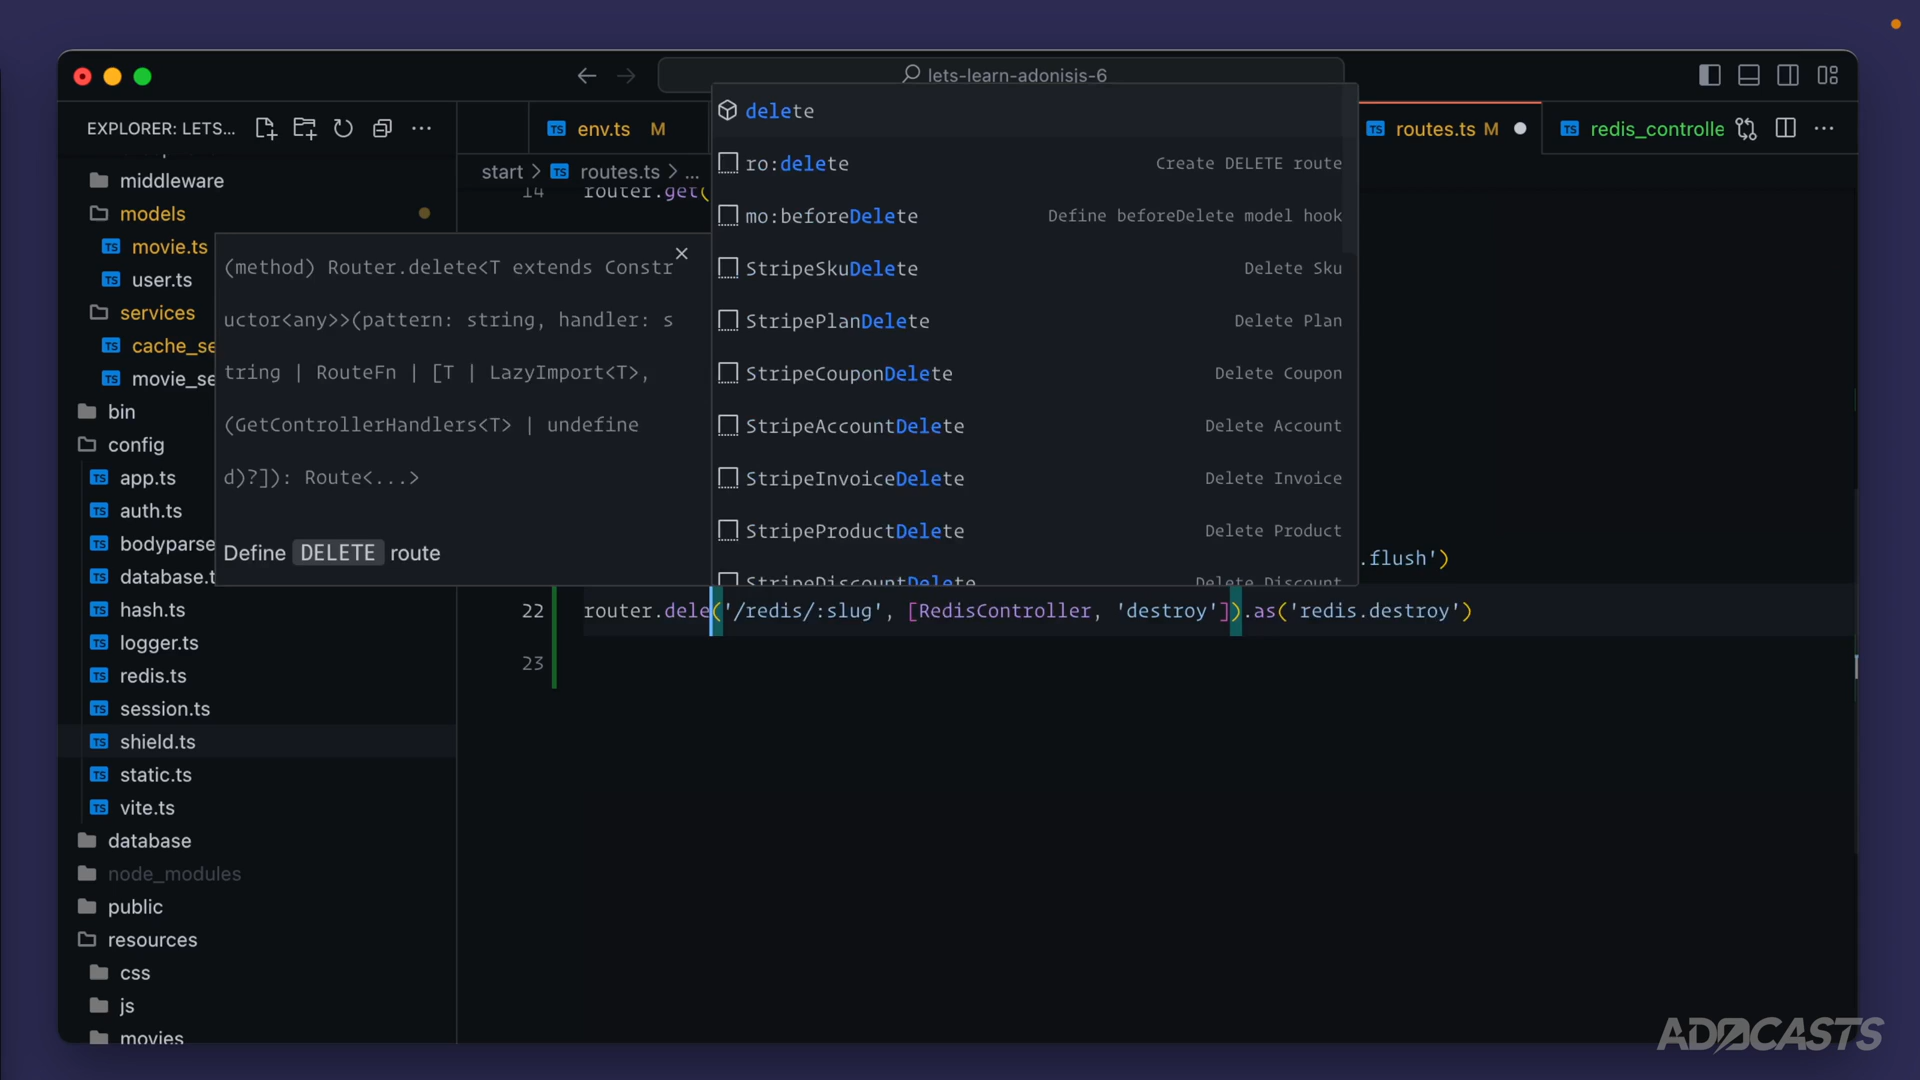 lets-learn-adonisjs-6
EXPLORER: LETS...
env.ts M
routes.ts M
redis_controlle
start > routes.ts > ...
middleware
models
movie.ts
user.ts
services
cache_se
movie_se
bin
config
app.ts
auth.ts
bodyparse
database.t
hash.ts
logger.ts
redis.ts
session.ts
shield.ts
static.ts
vite.ts
database
node_modules
public
resources
css
js
movies
14 router.get(
(method) Router.delete<T extends Constr
uctor<any>>(pattern: string, handler: s
tring | RouteFn | [T | LazyImport<T>,
(GetControllerHandlers<T> | undefine
d)?]): Route<...>
Define DELETE route
delete
ro:delete Create DELETE route
mo:beforeDelete Define beforeDelete model hook
StripeSkuDelete Delete Sku
StripePlanDelete Delete Plan
StripeCouponDelete Delete Coupon
StripeAccountDelete Delete Account
StripeInvoiceDelete Delete Invoice
StripeProductDelete Delete Product
StripeDiscountDelete Delete Discount
.flush')
22 router.dele('/redis/:slug', [RedisController, 'destroy']).as('redis.destroy')
23
ADOCASTS